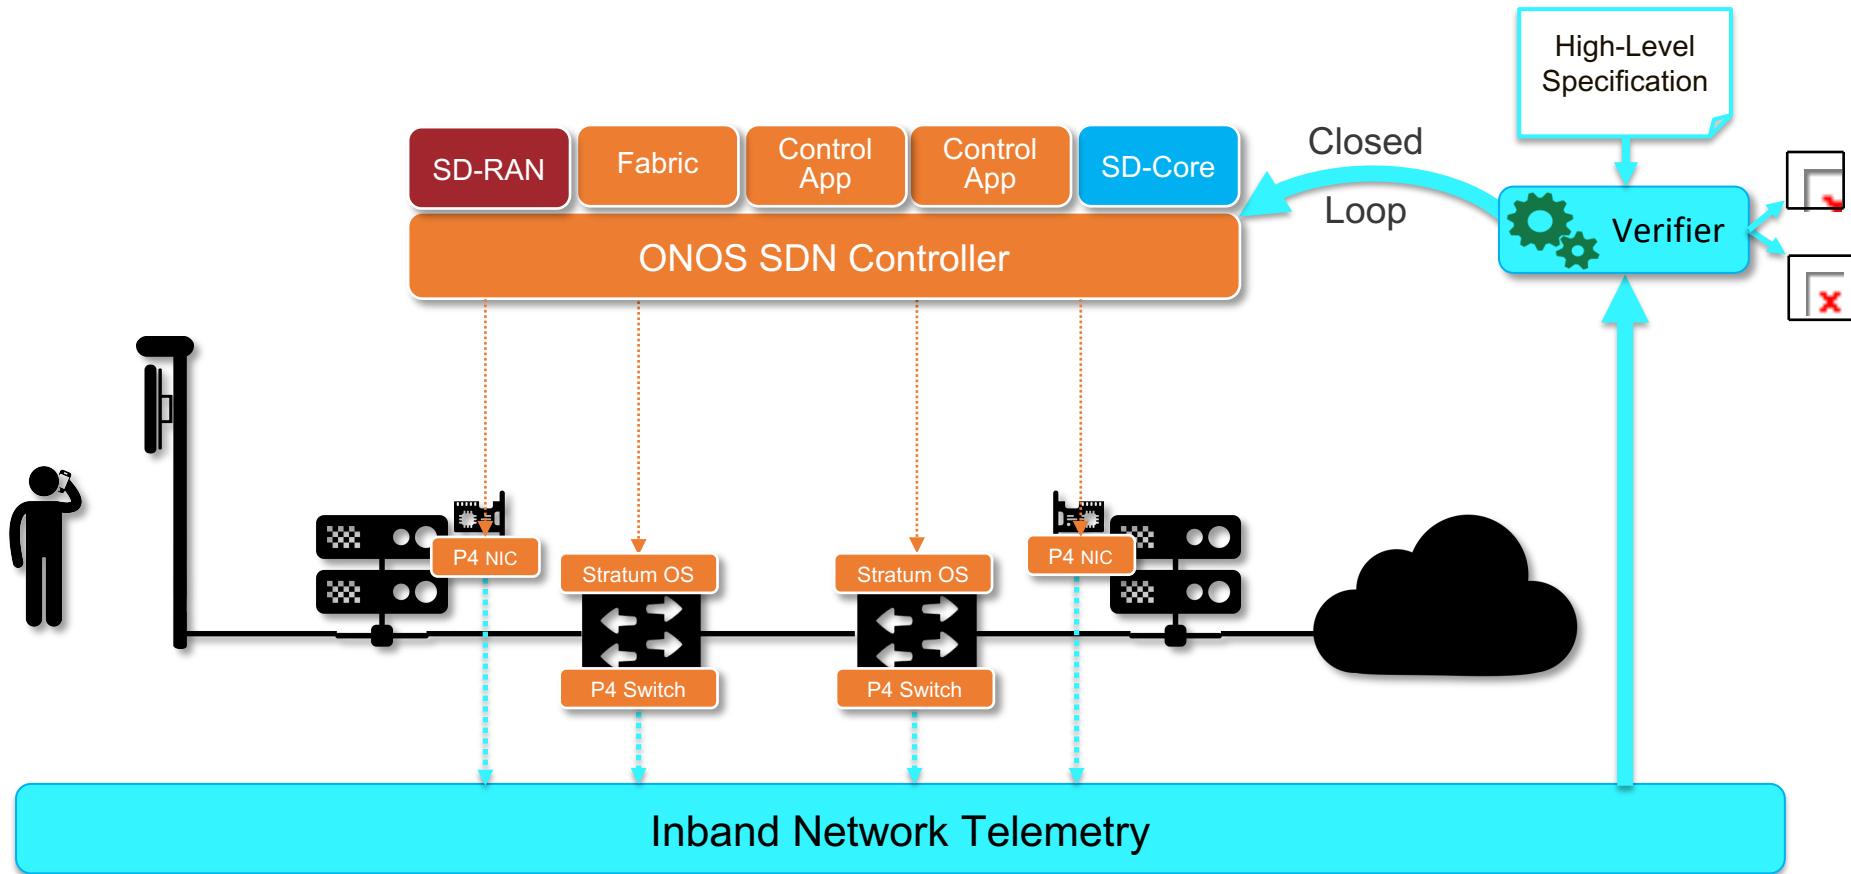 High-Level
Specification
SD-RAN
Fabric
Control
App
Control
App
SD-Core
Closed
Loop
Verifier
ONOS SDN Controller
P4 NIC
Stratum OS
Stratum OS
P4 NIC
P4 Switch
P4 Switch
Inband Network Telemetry